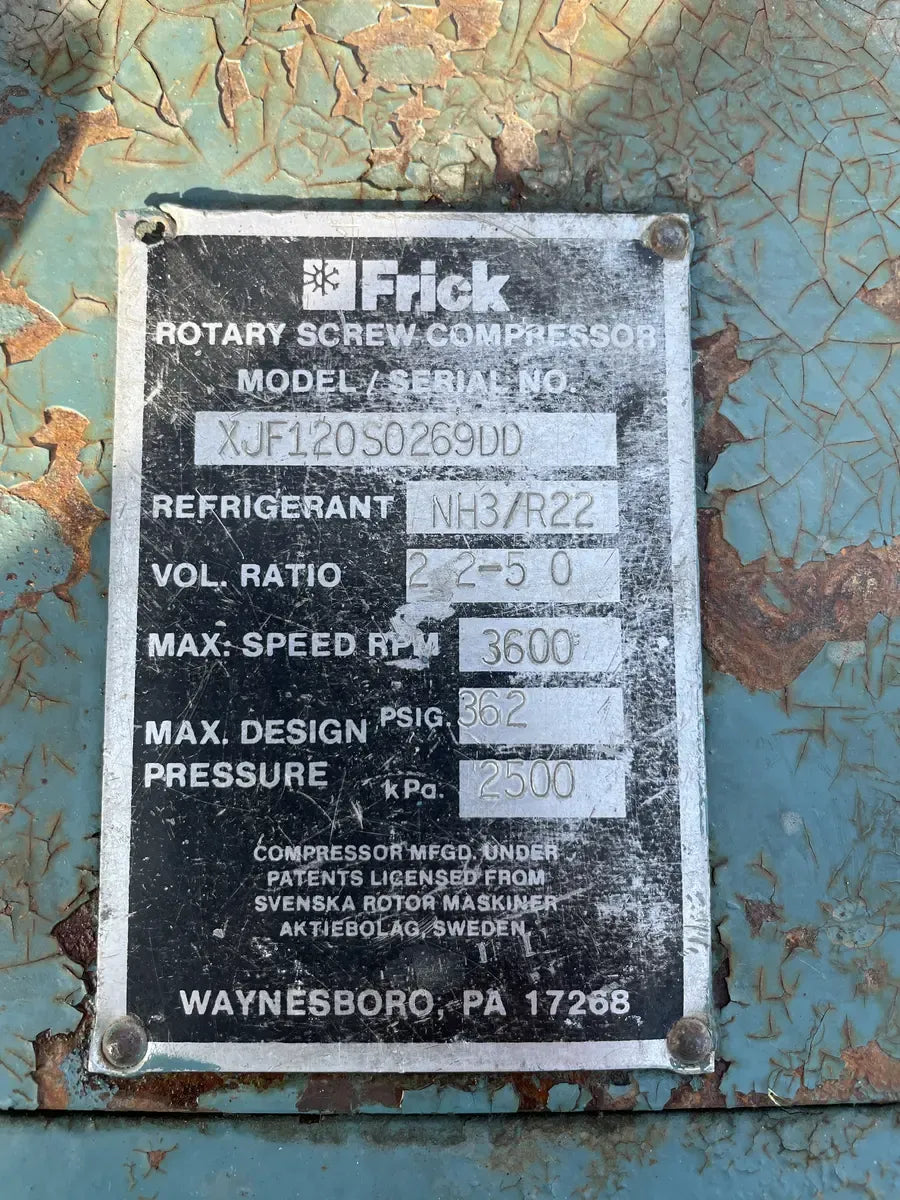 Frick
ROTARY SCREW COMPRESSOR
MODEL / SERIAL NO.
XJF120S0269DD
REFRIGERANT NH3/R22
VOL. RATIO 2 2-5 0
MAX. SPEED RPM 3600
MAX. DESIGN PRESSURE PSIG. 362
kPa. 2500
COMPRESSOR MFGD. UNDER
PATENTS LICENSED FROM
SVENSKA ROTOR MASKINER
AKTIEBOLAG, SWEDEN
WAYNESBORO, PA 17268